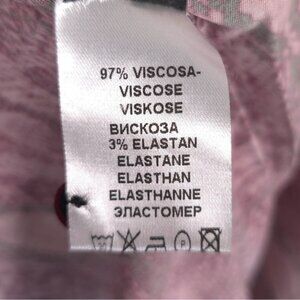 97% VISCOSA-
VISCOSE
VISKOSE
ВИСКОЗА
3% ELASTAN
ELASTANE
ELASTHAN
ELASTHANNE
ЭЛАСТОМЕР